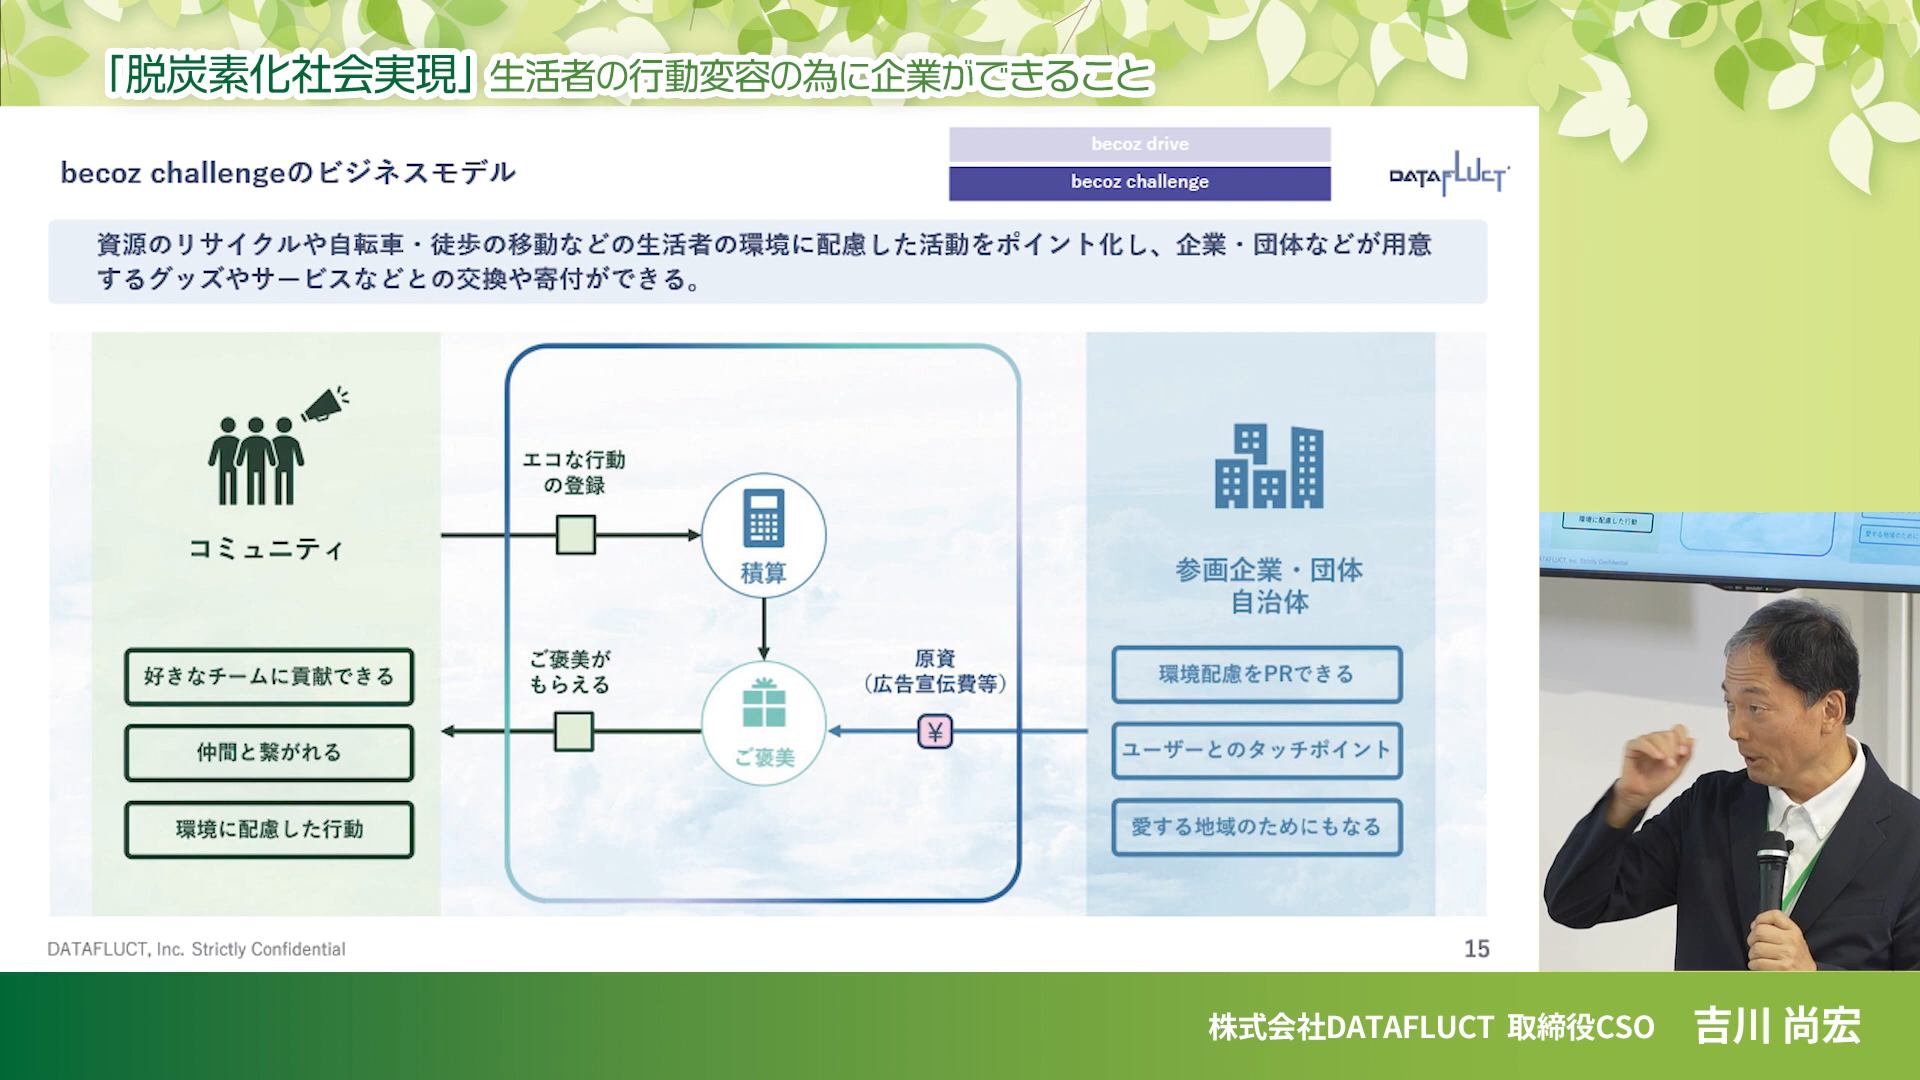 「脱炭素化社会実現」生活者の行動変容の為に企業ができること
becoz challengeのビジネスモデル
becoz drive
becoz challenge
DATAFLUCT
資源のリサイクルや自転車・徒歩の移動などの生活者の環境に配慮した活動をポイント化し、企業・団体などが用意
するグッズやサービスなどとの交換や寄付ができる。
コミュニティ
好きなチームに貢献できる
仲間と繋がれる
環境に配慮した行動
エコな行動
の登録
積算
ご褒美が
もらえる
ご褒美
原資
（広告宣伝費等）
¥
参画企業・団体
自治体
環境配慮をPRできる
ユーザーとのタッチポイント
愛する地域のためにもなる
DATAFLUCT, Inc. Strictly Confidential
15
環境に配慮した行動
株式会社DATAFLUCT 取締役CSO 吉川 尚宏